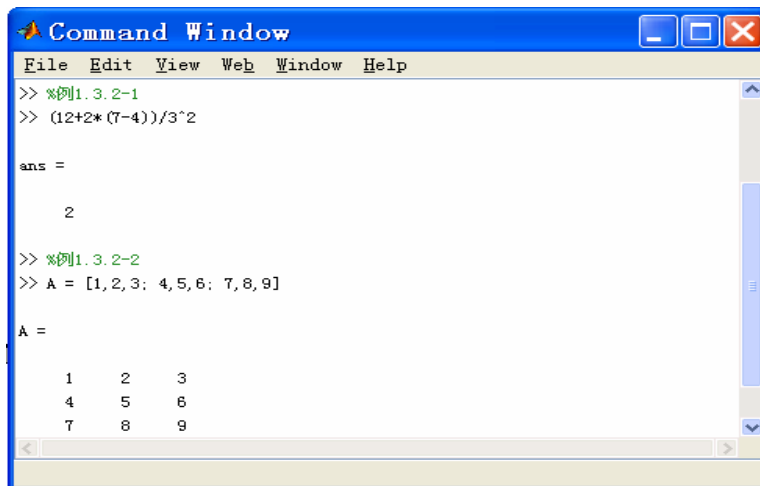 Command Window
File Edit View Web Window Help
>> %例1.3.2-1
>> (12+2*(7-4))/3^2
ans =
2
>> %例1.3.2-2
>> A = [1,2,3; 4,5,6; 7,8,9]
A =
1 2 3
4 5 6
7 8 9